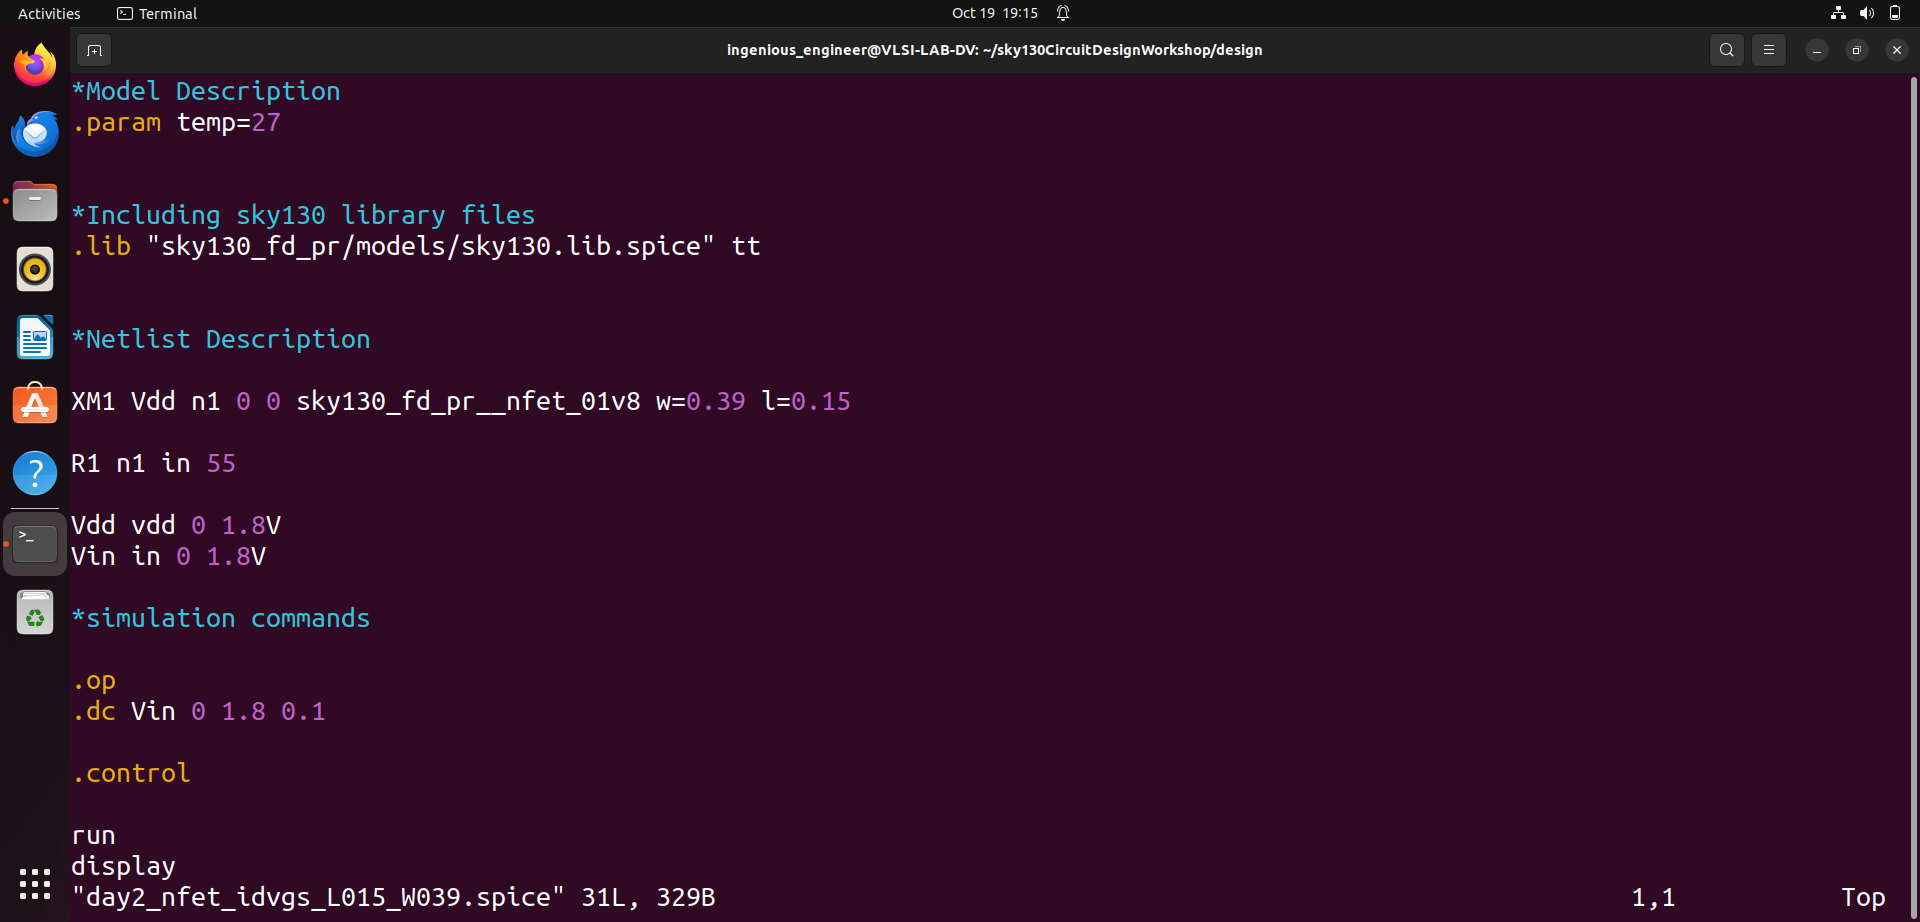 Activities
Terminal
Oct 19 19:15
ingenious_engineer@VLSI-LAB-DV: ~/sky130CircuitDesignWorkshop/design
*Model Description
.param temp=27
*Including sky130 library files
.lib "sky130_fd_pr/models/sky130.lib.spice" tt
*Netlist Description
XM1 Vdd n1 0 0 sky130_fd_pr__nfet_01v8 w=0.39 l=0.15
R1 n1 in 55
Vdd vdd 0 1.8V
Vin in 0 1.8V
*simulation commands
.op
.dc Vin 0 1.8 0.1
.control
run
display
"day2_nfet_idvgs_L015_W039.spice" 31L, 329B
1,1
Top